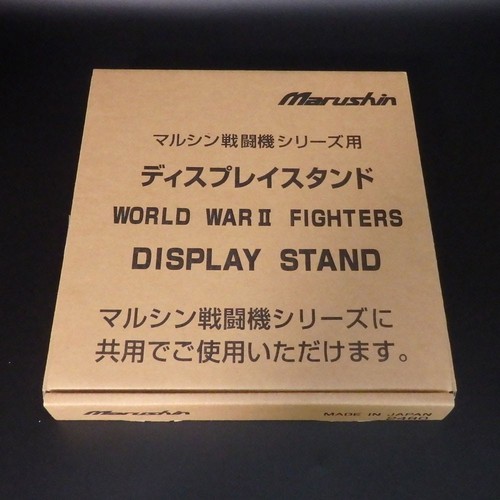 Marushin
マルシン戦闘機シリーズ用
ディスプレイスタンド
WORLD WAR II FIGHTERS
DISPLAY STAND
マルシン戦闘機シリーズに
共用でご使用いただけます。
Marushin
MADE IN JAPAN